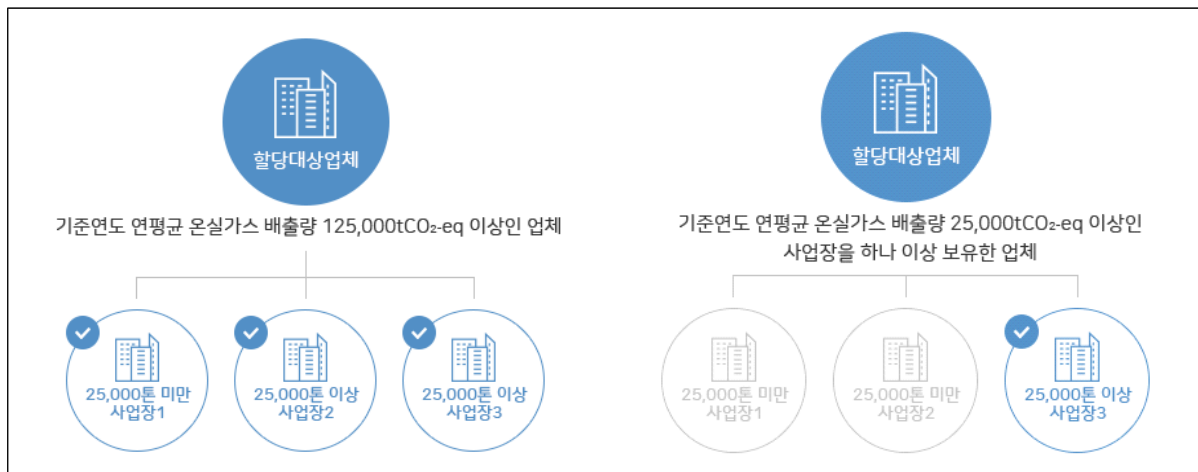 할당대상업체
기준연도 연평균 온실가스 배출량 125,000tCO₂-eq 이상인 업체
25,000톤 미만
사업장1
25,000톤 이상
사업장2
25,000톤 이상
사업장3
할당대상업체
기준연도 연평균 온실가스 배출량 25,000tCO₂-eq 이상인
사업장을 하나 이상 보유한 업체
25,000톤 미만
사업장1
25,000톤 미만
사업장2
25,000톤 이상
사업장3